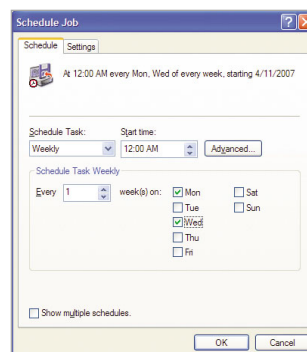 Schedule Job
Schedule Settings
At 12:00 AM every Mon, Wed of every week, starting 4/11/2007
Schedule Task: Start time:
Weekly 12:00 AM Advanced...
Schedule Task Weekly
Every 1 week(s) on: Mon Sat
Tue Sun
Wed
Thu
Fri
Show multiple schedules.
OK Cancel